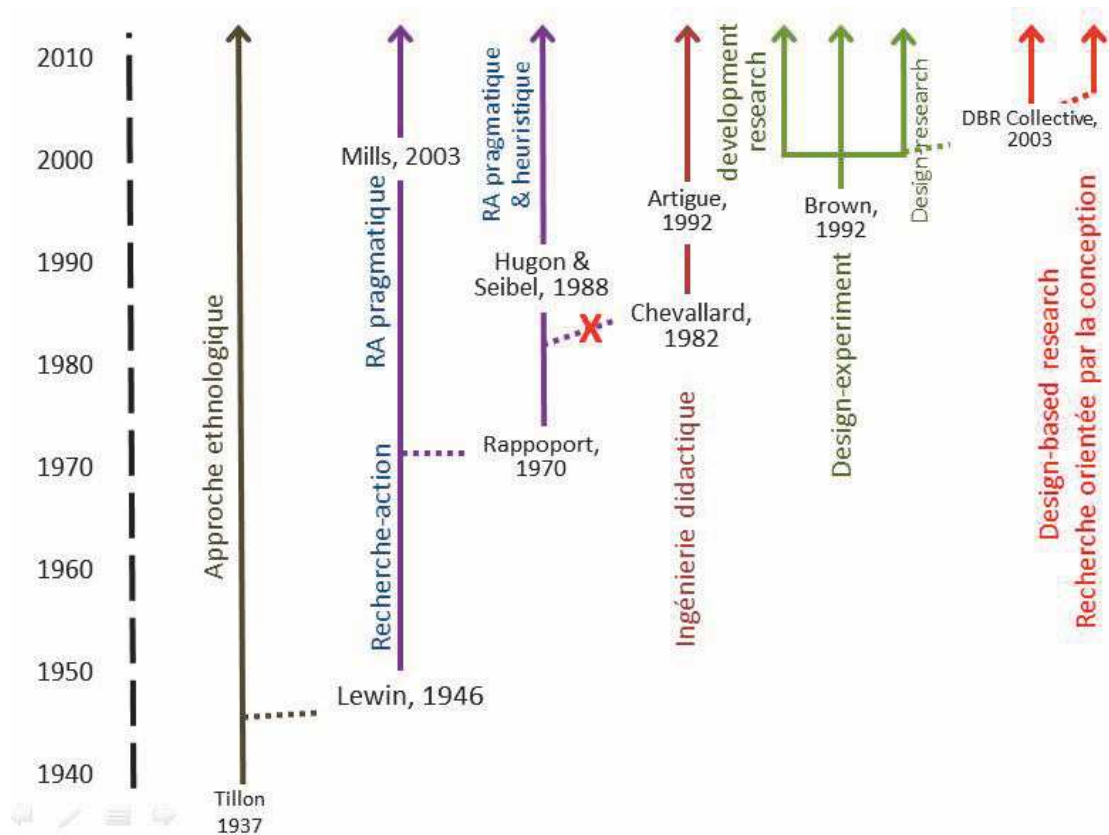 2010
2000
1990
1980
1970
1960
1950
1940
Approche ethnologique
Tillon
1937
Recherche-action
RA pragmatique
Mills, 2003
Lewin, 1946
RA pragmatique
& heuristique
Hugon &
Seibel, 1988
X
Rappoport,
1970
Artigue,
1992
Chevallard,
1982
Ingénierie didactique
development
research
Brown,
1992
Design-experiment
Design-research
DBR Collective,
2003
Design-based research
Recherche orientée par la conception